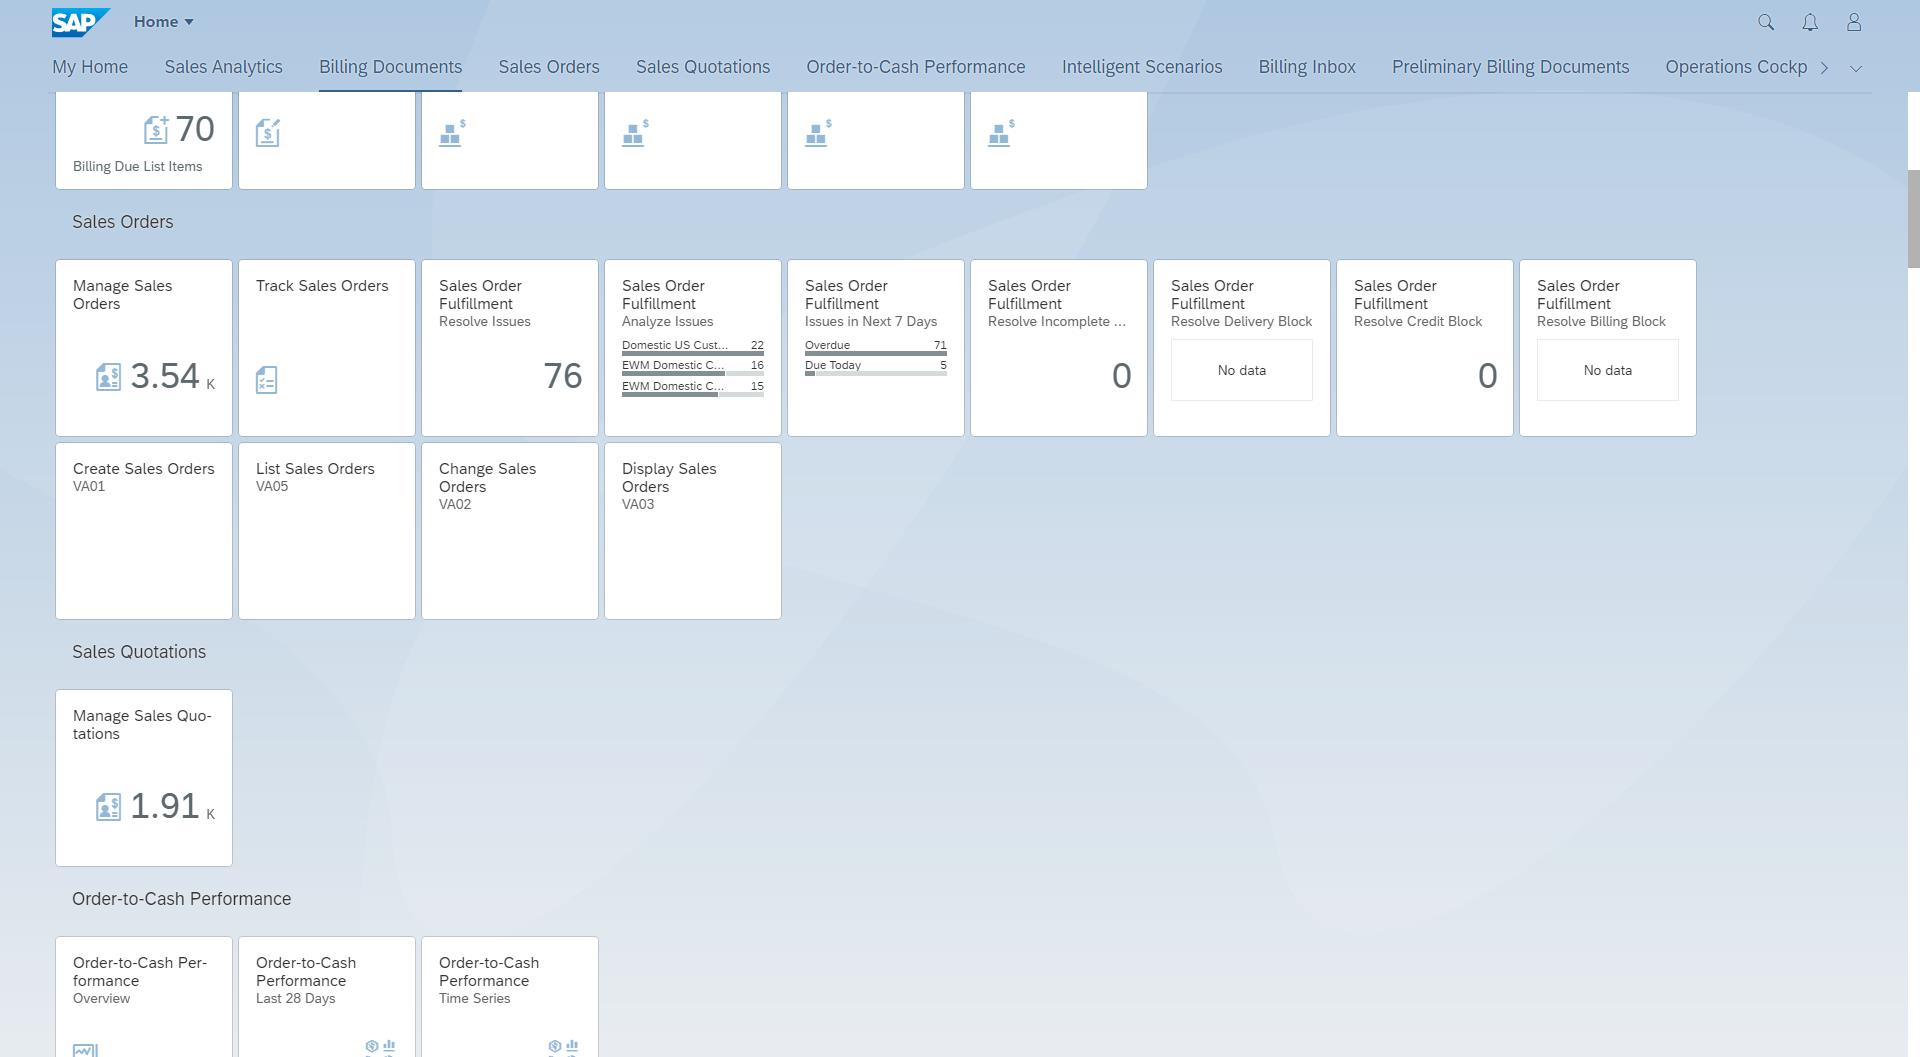 SAP
Home
My Home
Sales Analytics
Billing Documents
Sales Orders
Sales Quotations
Order-to-Cash Performance
Intelligent Scenarios
Billing Inbox
Preliminary Billing Documents
Operations Cockp
70
Billing Due List Items
Sales Orders
Manage Sales
Orders
3.54 K
Track Sales Orders
Sales Order
Fulfillment
Resolve Issues
76
Sales Order
Fulfillment
Analyze Issues
Domestic US Cust... 22
EWM Domestic C... 16
EWM Domestic C... 15
Sales Order
Fulfillment
Issues in Next 7 Days
Overdue 71
Due Today 5
Sales Order
Fulfillment
Resolve Incomplete ...
0
Sales Order
Fulfillment
Resolve Delivery Block
No data
Sales Order
Fulfillment
Resolve Credit Block
0
Sales Order
Fulfillment
Resolve Billing Block
No data
Create Sales Orders
VA01
List Sales Orders
VA05
Change Sales
Orders
VA02
Display Sales
Orders
VA03
Sales Quotations
Manage Sales Quo-
tations
1.91 K
Order-to-Cash Performance
Order-to-Cash Per-
formance
Overview
Order-to-Cash
Performance
Last 28 Days
Order-to-Cash
Performance
Time Series